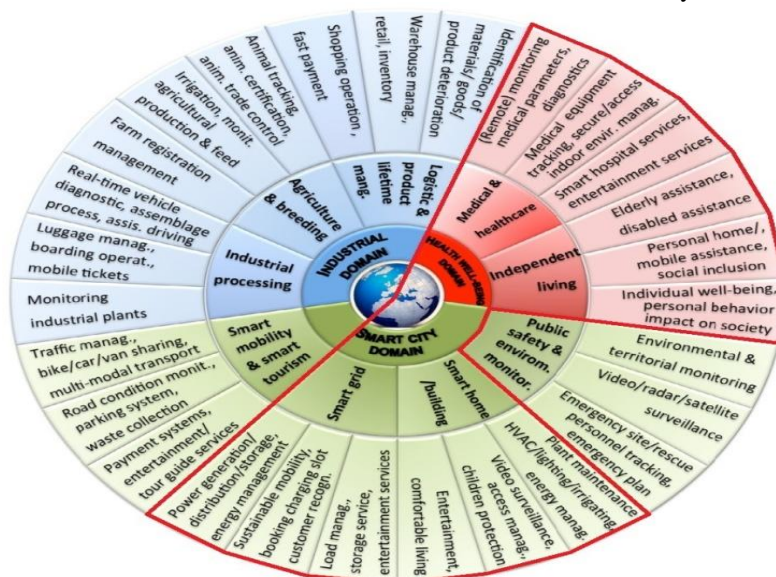 INDUSTRIAL DOMAIN
HEALTH WELL-BEING
DOMAIN
SMART CITY
DOMAIN
Logistic &
product
lifetime
mang.
Agriculture
& breeding
Industrial
processing
Medical &
healthcare
Independent
living
Public
safety &
environ.
monitor.
Smart home
/building
Smart grid
Smart
mobility
& smart
tourism
Identification of
materials/ goods/
product deterioration
Warehouse manag.,
retail, inventory
Shopping operation ,
fast payment
Animal tracking,
anim. certification,
anim. trade control
Irrigation, monit.
agricultural
production & feed
Farm registration
management
Real-time vehicle
diagnostic, assemblage
process, assis. driving
Luggage manag.,
boarding operat.,
mobile tickets
Monitoring
industrial plants
Traffic manag.,
bike/car/van sharing,
multi-modal transport
Road condition monit.,
parking system,
waste collection
Payment systems,
entertainment/
tour guide services
Power generation/
distribution/storage,
energy management
Sustainable mobility,
booking charging slot
customer recogn.
Load manag.,
storage service,
entertainment services
Entertainment,
comfortable living
Video surveillance,
access manag.,
children protection
HVAC/lighting/irrigating,
energy manag.
Plant maintenance
Emergency site/rescue
personnel tracking,
emergency plan
Video/radar/satellite
surveillance
Environmental &
territorial monitoring
Individual well-being,
personal behavior
impact on society
Personal home/,
mobile assistance,
social inclusion
Elderly assistance,
disabled assistance
Smart hospital services,
entertainment services
Medical equipment
tracking, secure/access
indoor envir. manag.
(Remote) monitoring
medical parameters,
diagnostics